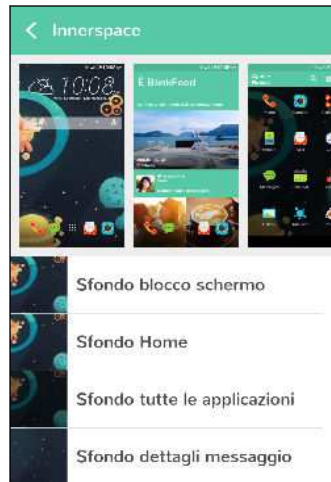 Innerspace
10:08
BlinkFeed
Sfondo blocco schermo
Sfondo Home
Sfondo tutte le applicazioni
Sfondo dettagli messaggio